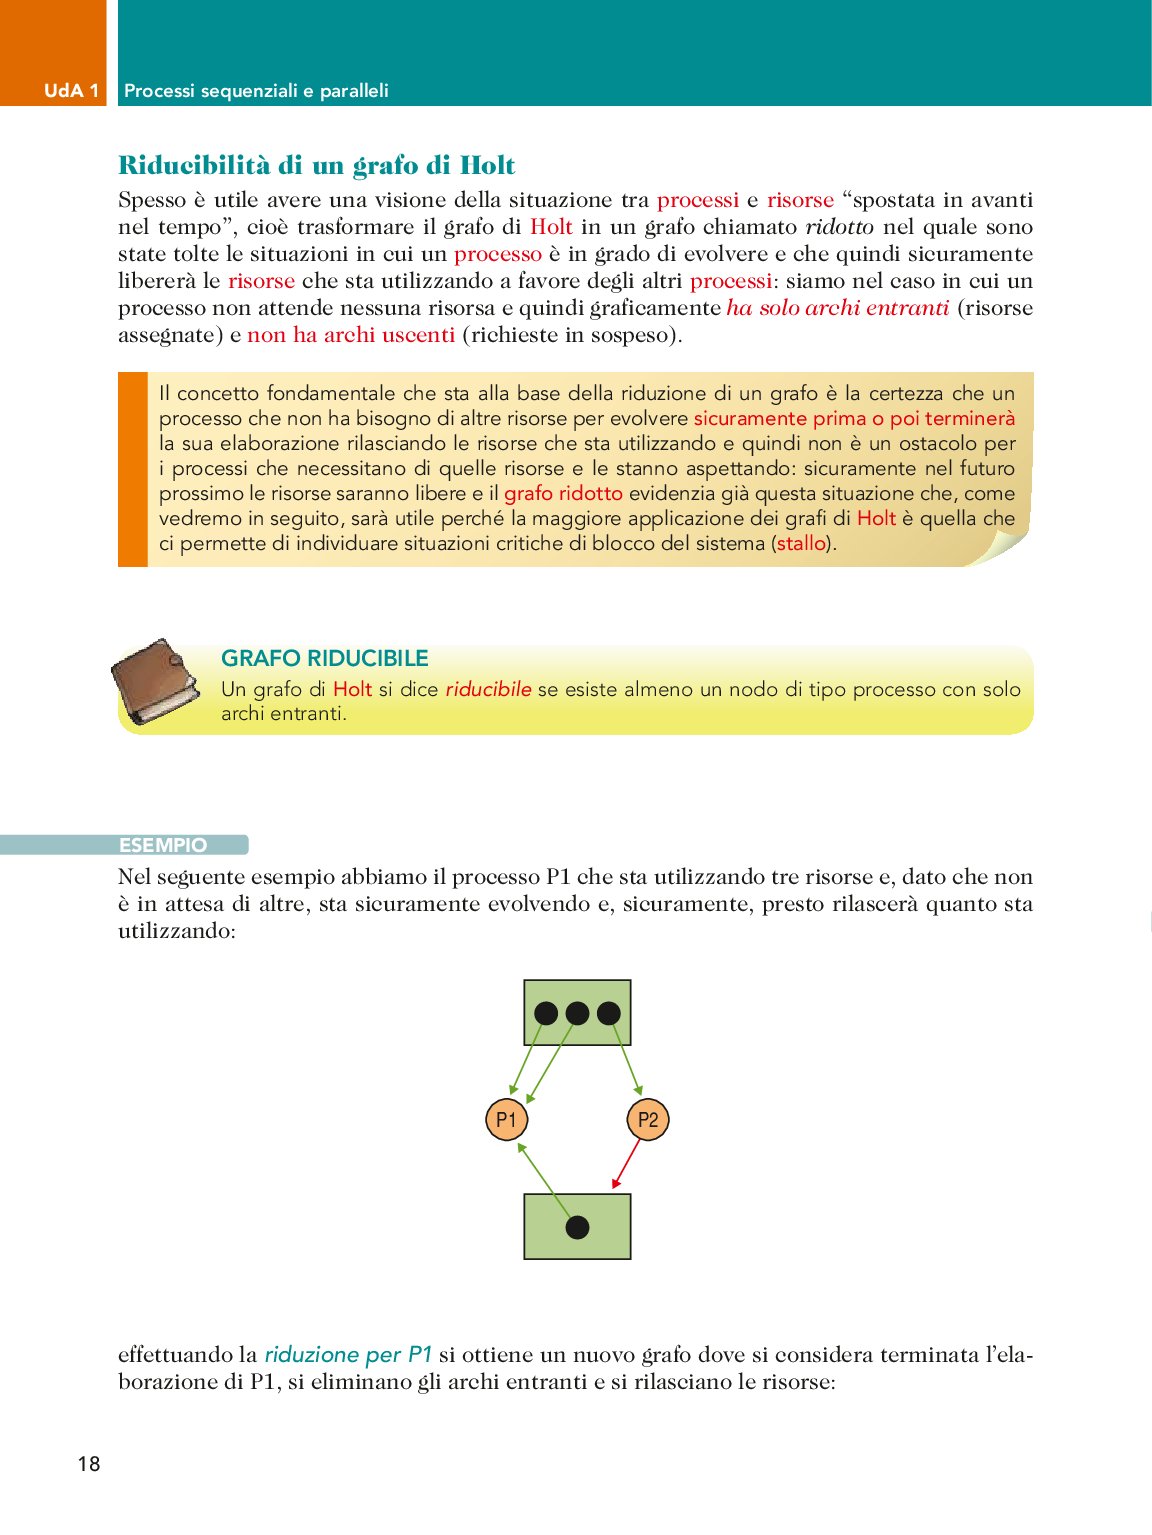 UdA 1 Processi sequenziali e paralleli
Riducibilità di un grafo di Holt
Spesso è utile avere una visione della situazione tra processi e risorse “spostata in avanti
nel tempo”, cioè trasformare il grafo di Holt in un grafo chiamato ridotto nel quale sono
state tolte le situazioni in cui un processo è in grado di evolvere e che quindi sicuramente
libererà le risorse che sta utilizzando a favore degli altri processi: siamo nel caso in cui un
processo non attende nessuna risorsa e quindi graficamente ha solo archi entranti (risorse
assegnate) e non ha archi uscenti (richieste in sospeso).
Il concetto fondamentale che sta alla base della riduzione di un grafo è la certezza che un
processo che non ha bisogno di altre risorse per evolvere sicuramente prima o poi terminerà
la sua elaborazione rilasciando le risorse che sta utilizzando e quindi non è un ostacolo per
i processi che necessitano di quelle risorse e le stanno aspettando: sicuramente nel futuro
prossimo le risorse saranno libere e il grafo ridotto evidenzia già questa situazione che, come
vedremo in seguito, sarà utile perché la maggiore applicazione dei grafi di Holt è quella che
ci permette di individuare situazioni critiche di blocco del sistema (stallo).
GRAFO RIDUCIBILE
Un grafo di Holt si dice riducibile se esiste almeno un nodo di tipo processo con solo
archi entranti.
ESEMPIO
Nel seguente esempio abbiamo il processo P1 che sta utilizzando tre risorse e, dato che non
è in attesa di altre, sta sicuramente evolvendo e, sicuramente, presto rilascerà quanto sta
utilizzando:
P1 P2
effettuando la riduzione per P1 si ottiene un nuovo grafo dove si considera terminata l’ela-
borazione di P1, si eliminano gli archi entranti e si rilasciano le risorse:
18